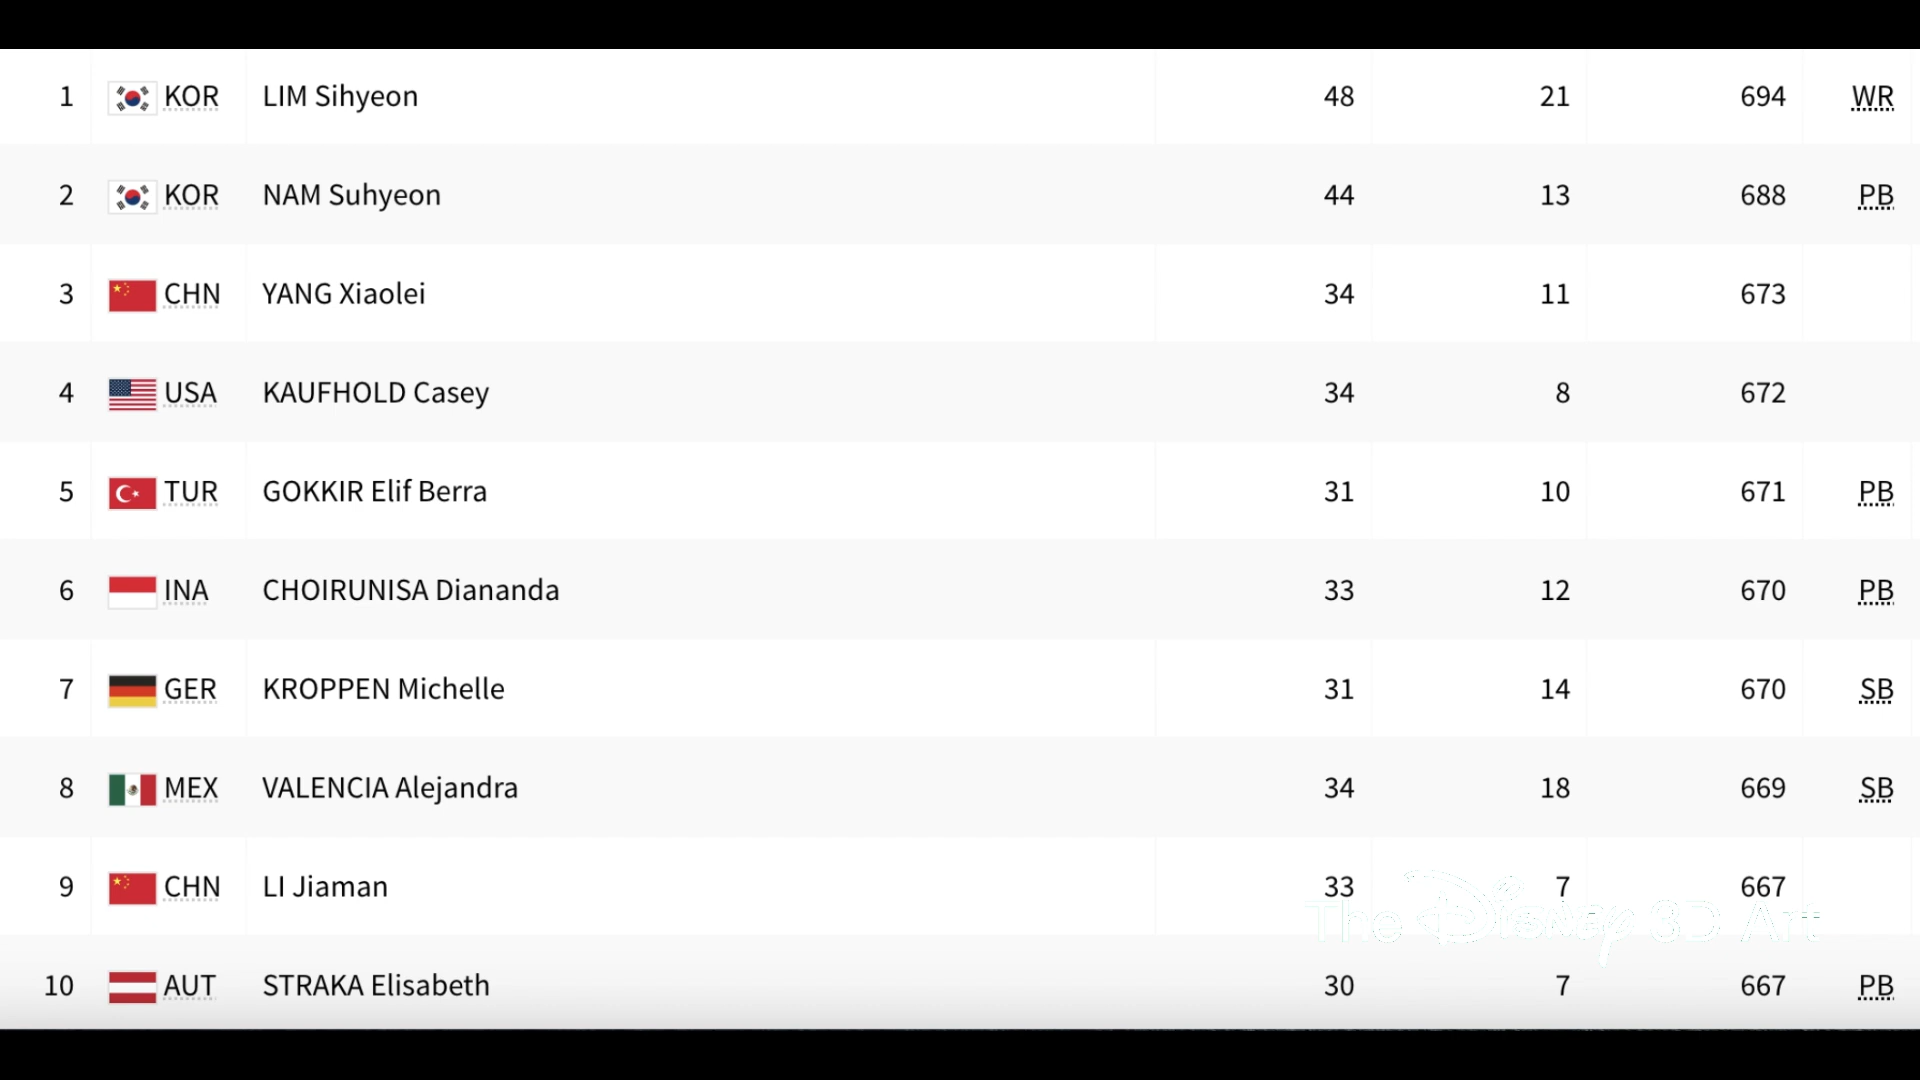 1 KOR LIM Sihyeon 48 21 694 WR
2 KOR NAM Suhyeon 44 13 688 PB
3 CHN YANG Xiaolei 34 11 673
4 USA KAUFHOLD Casey 34 8 672
5 TUR GOKKIR Elif Berra 31 10 671 PB
6 INA CHOIRUNISA Diananda 33 12 670 PB
7 GER KROPPEN Michelle 31 14 670 SB
8 MEX VALENCIA Alejandra 34 18 669 SB
9 CHN LI Jiaman 33 7 667
The Disney 3D Art
10 AUT STRAKA Elisabeth 30 7 667 PB